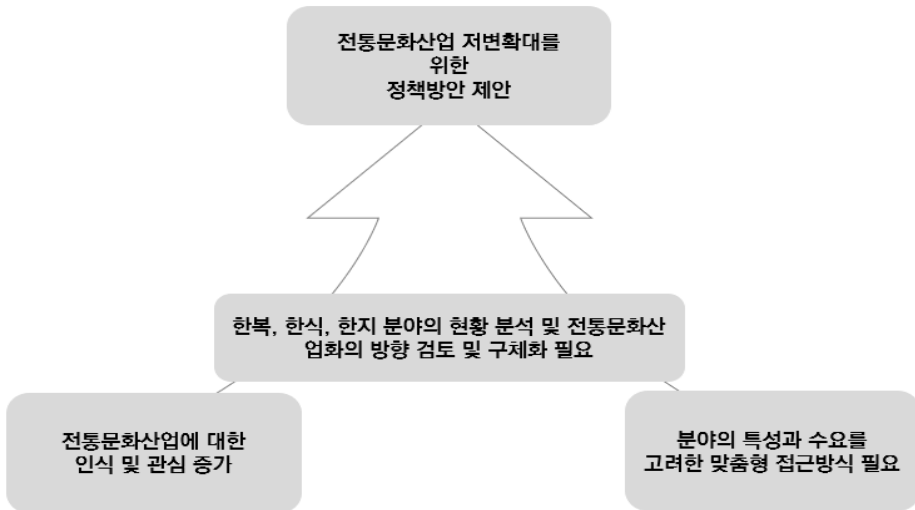 전통문화산업 저변확대를
위한
정책방안 제안
한복, 한식, 한지 분야의 현황 분석 및 전통문화산
업화의 방향 검토 및 구체화 필요
전통문화산업에 대한
인식 및 관심 증가
분야의 특성과 수요를
고려한 맞춤형 접근방식 필요